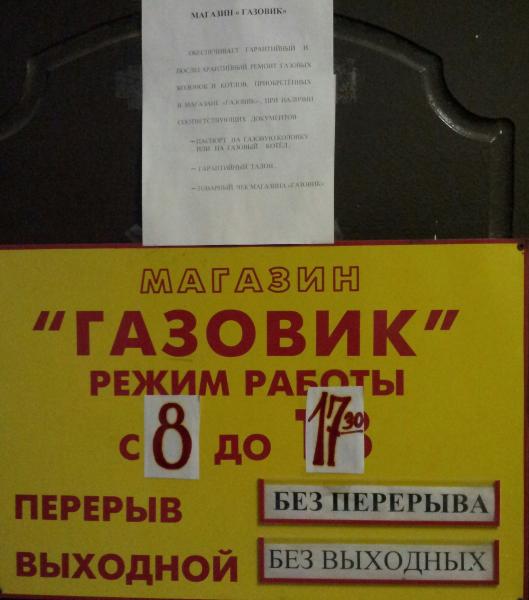 МАГАЗИН « ГАЗОВИК»
ОБЕСПЕЧИВАЕТ ГАРАНТИЙНЫЙ И
ПОСЛЕГАРАНТИЙНЫЙ РЕМОНТ ГАЗОВЫХ
КОЛОНОК И КОТЛОВ, ПРИОБРЕТЁННЫХ
В МАГАЗИНЕ «ГАЗОВИК», ПРИ НАЛИЧИИ
СООТВЕТСТВУЮЩИХ ДОКУМЕНТОВ
–ПАСПОРТ НА ГАЗОВУЮ КОЛОНКУ
ИЛИ НА ГАЗОВЫЙ КОТЁЛ,
– ГАРАНТИЙНЫЙ ТАЛОН,
–ТОВАРНЫЙ ЧЕК МАГАЗИНА «ГАЗОВИК»
МАГАЗИН
"ГАЗОВИК"
РЕЖИМ РАБОТЫ
С 8 ДО 17 30
ПЕРЕРЫВ БЕЗ ПЕРЕРЫВА
ВЫХОДНОЙ БЕЗ ВЫХОДНЫХ